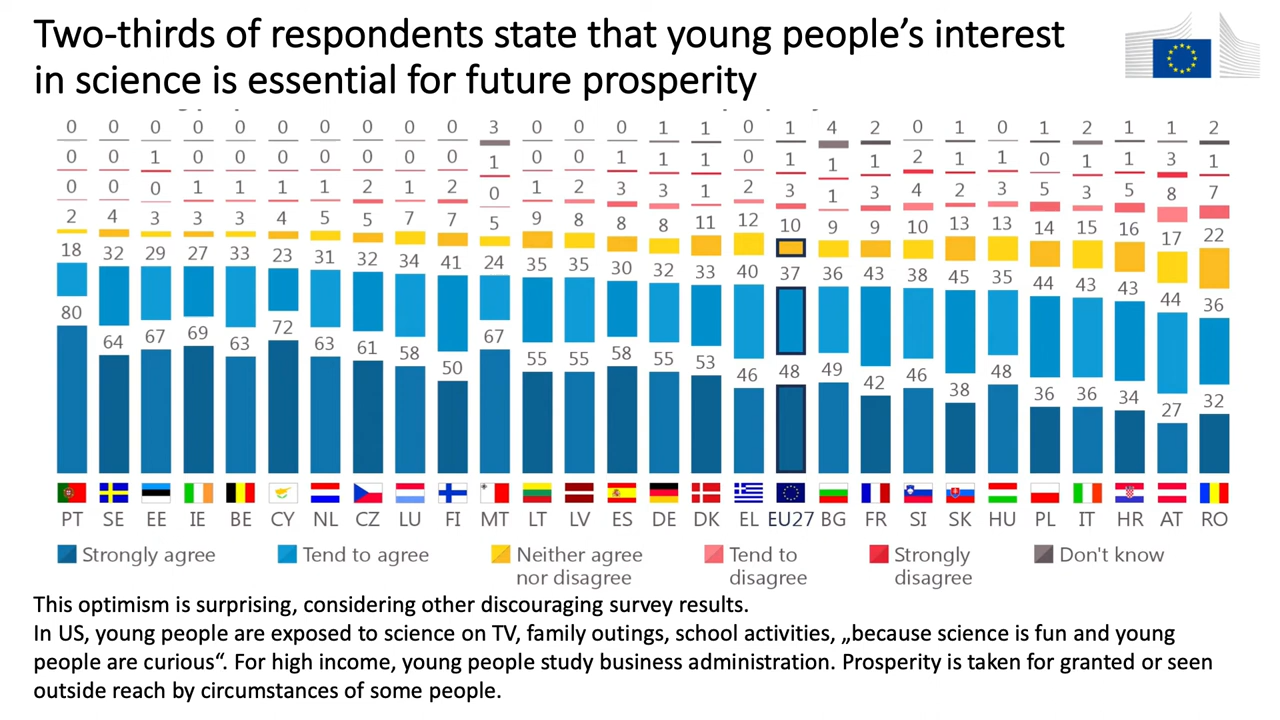 Two-thirds of respondents state that young people’s interest
in science is essential for future prosperity
0 0 0 0 0 0 0 0 0 0 3 0 0 0 1 1 0 1 4 2 0 1 0 1 2 1 1 2
0 0 1 0 0 0 0 0 0 0 1 0 0 1 1 1 0 1 1 1 2 1 1 0 1 1 3 1
0 0 0 1 1 1 1 2 1 2 0 1 2 3 3 1 2 3 1 3 4 2 3 5 3 5 8 7
2 4 3 3 3 4 5 5 7 7 5 9 8 8 8 11 12 10 9 9 10 13 13 14 15 16 17 22
18 32 29 27 33 23 31 32 34 41 24 35 35 30 32 33 40 37 36 43 38 45 35 44 43 43 44 36
80 64 67 69 63 72 63 61 58 50 67 55 55 58 55 53 46 48 49 42 46 38 48 36 36 34 27 32
PT SE EE IE BE CY NL CZ LU FI MT LT LV ES DE DK EL EU27 BG FR SI SK HU PL IT HR AT RO
Strongly agree Tend to agree Neither agree Tend to Strongly Don't know
nor disagree disagree disagree
This optimism is surprising, considering other discouraging survey results.
In US, young people are exposed to science on TV, family outings, school activities, „because science is fun and young
people are curious“. For high income, young people study business administration. Prosperity is taken for granted or seen
outside reach by circumstances of some people.